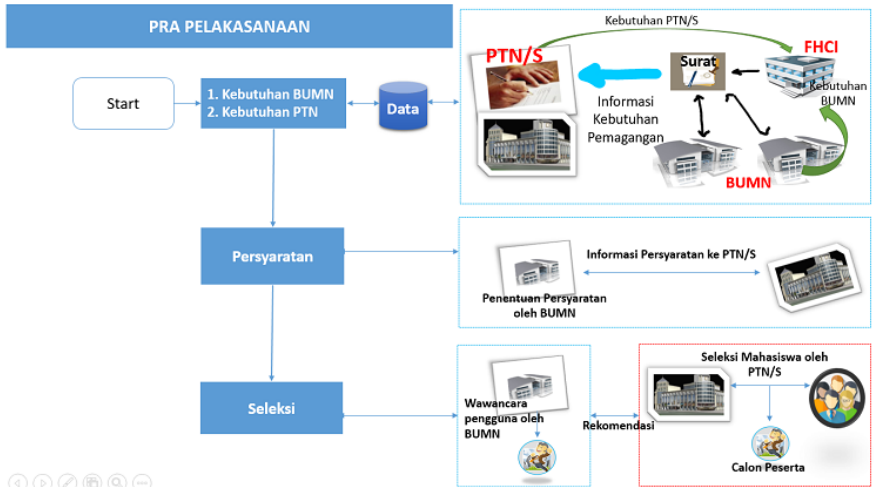 PRA PELAKASANAAN
Start
1. Kebutuhan BUMN
2. Kebutuhan PTN
Data
Kebutuhan PTN/S
PTN/S
Surat
FHCI
Kebutuhan
BUMN
Informasi
Kebutuhan
Pemagangan
BUMN
Persyaratan
Informasi Persyaratan ke PTN/S
Penentuan Persyaratan
oleh BUMN
Seleksi
Wawancara
pengguna oleh
BUMN
Rekomendasi
Seleksi Mahasiswa oleh
PTN/S
Calon Peserta